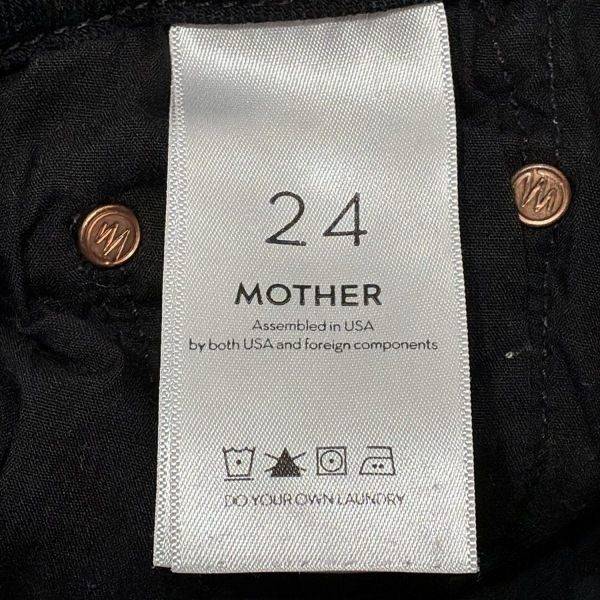 24
MOTHER
Assembled in USA
by both USA and foreign components
DO YOUR OWN LAUNDRY